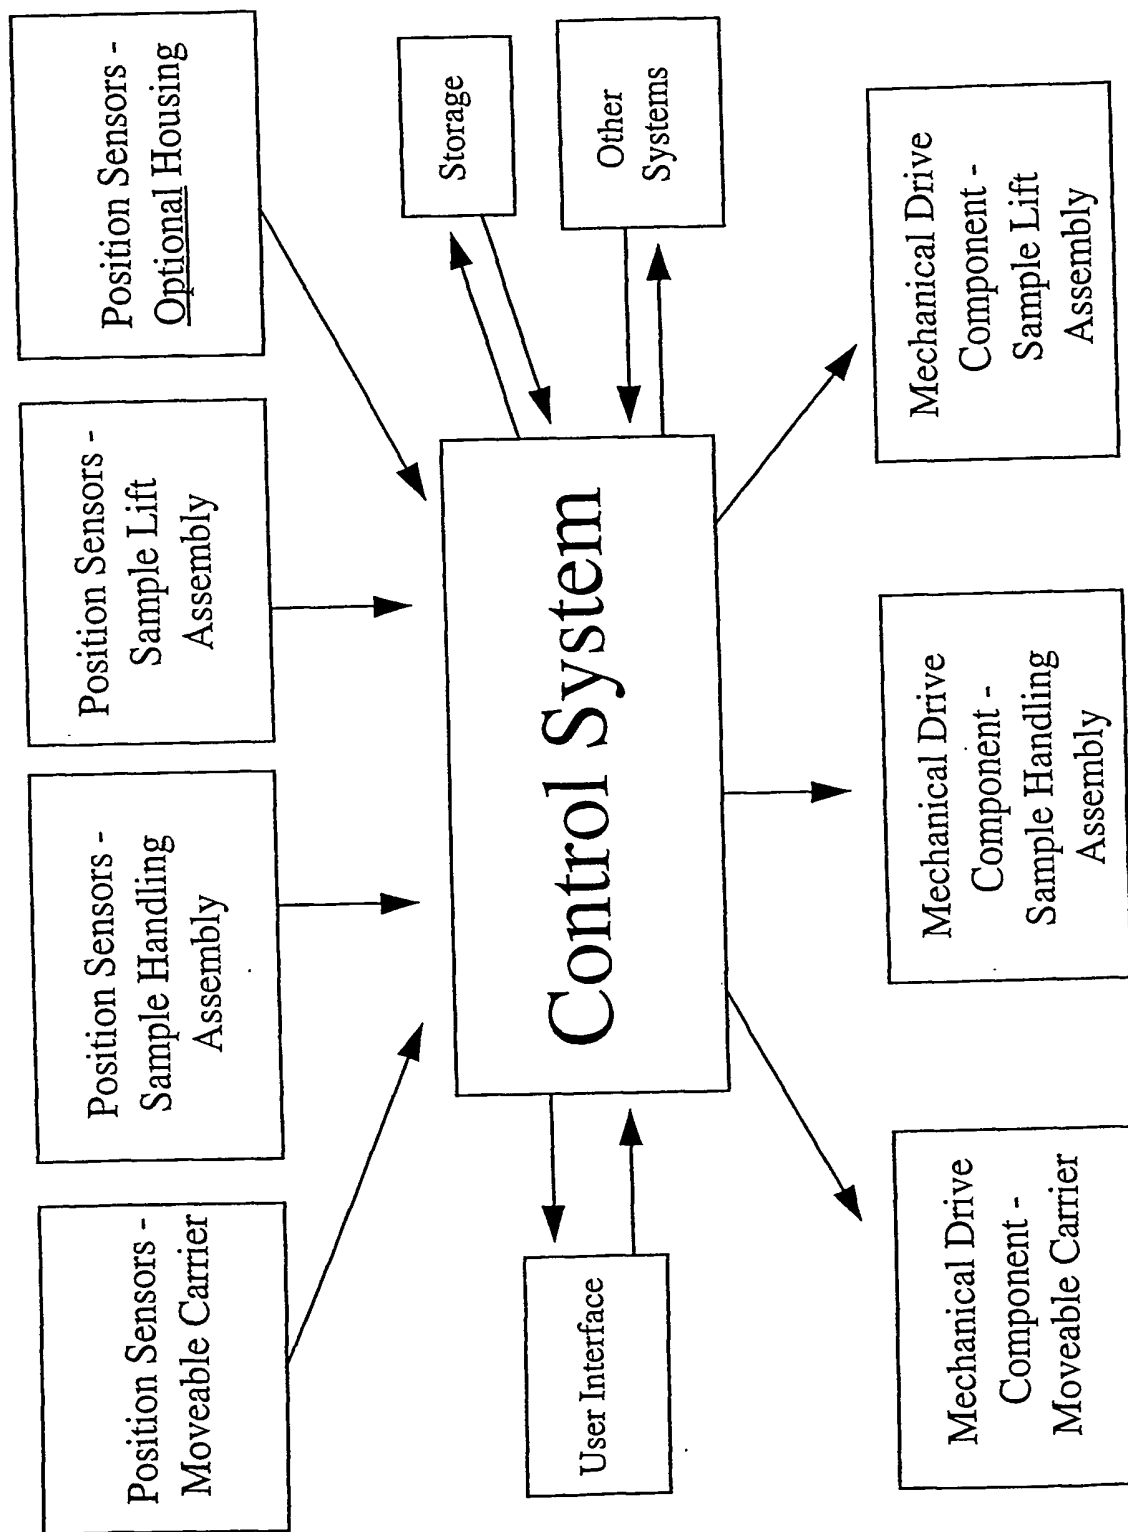 Position Sensors -
Moveable Carrier
Position Sensors -
Sample Handling
Assembly
Position Sensors -
Sample Lift
Assembly
Position Sensors -
Optional Housing
User Interface
Control System
Storage
Other
Systems
Mechanical Drive
Component -
Moveable Carrier
Mechanical Drive
Component -
Sample Handling
Assembly
Mechanical Drive
Component -
Sample Lift
Assembly